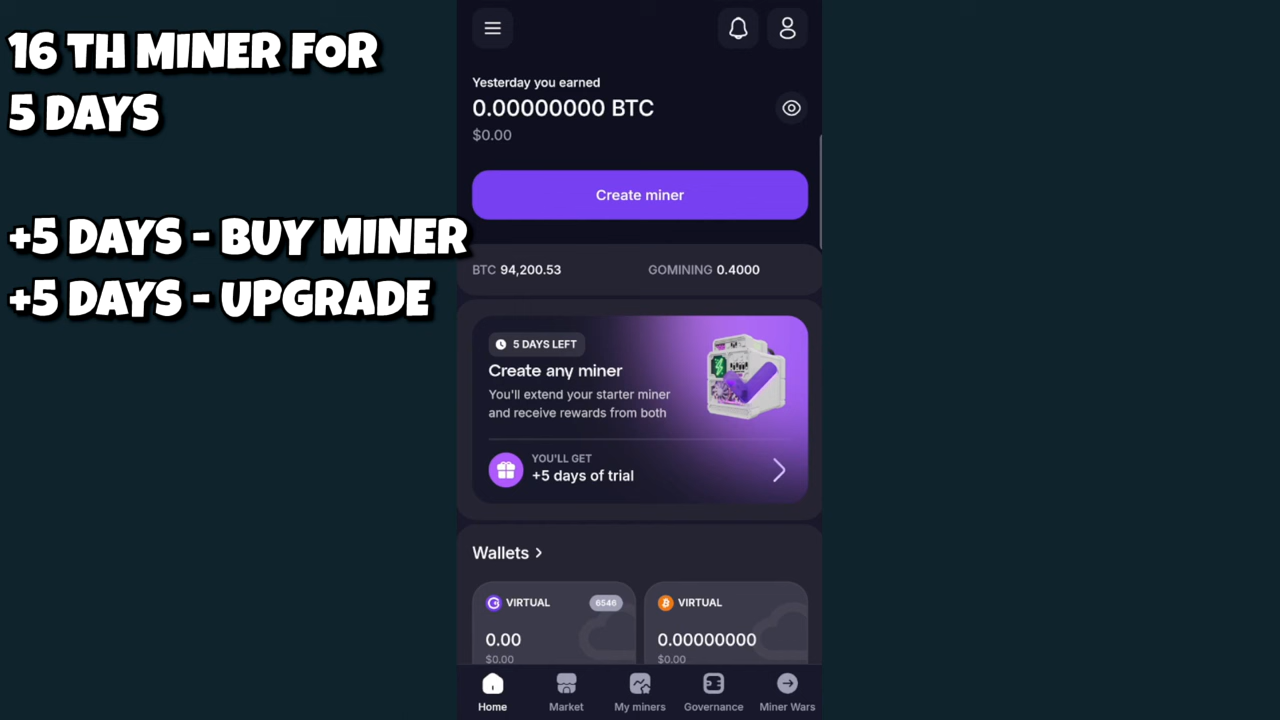 16 TH MINER FOR
5 DAYS
+5 DAYS - BUY MINER
+5 DAYS - UPGRADE
Yesterday you earned
0.00000000 BTC
$0.00
Create miner
BTC 94,200.53 GOMINING 0.4000
5 DAYS LEFT
Create any miner
You'll extend your starter miner
and receive rewards from both
YOU'LL GET
+5 days of trial
Wallets >
VIRTUAL 6546
0.00
$0.00
VIRTUAL
0.00000000
$0.00
Home Market My miners Governance Miner Wars